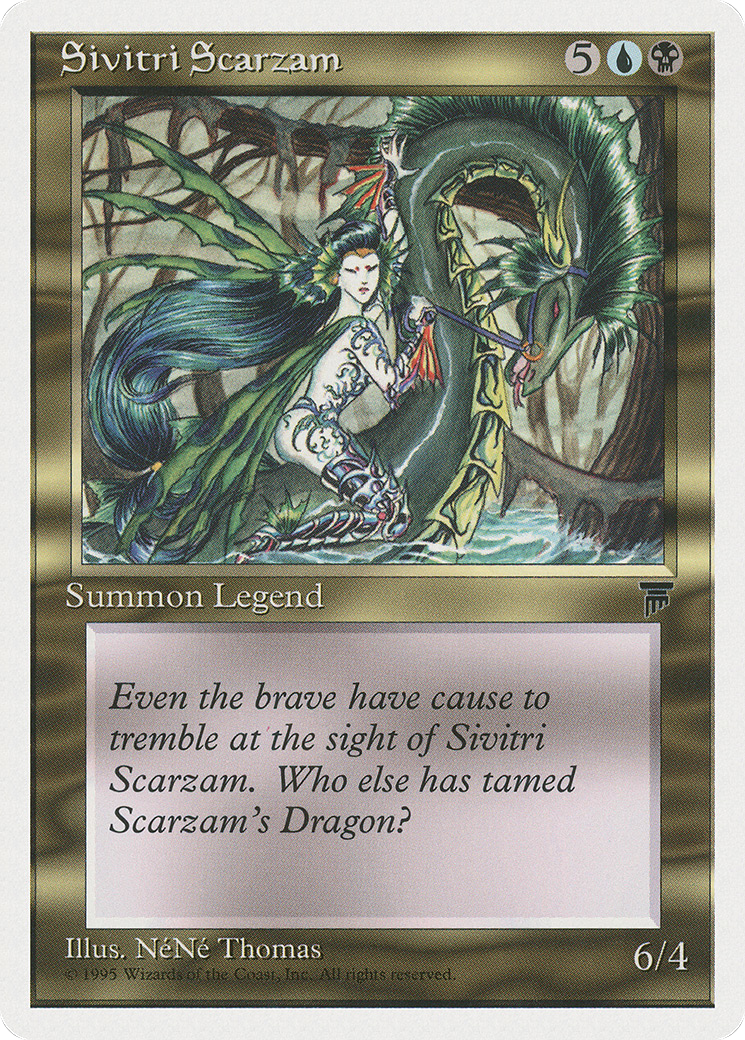 Sivitri Scarzam
5
Summon Legend
Even the brave have cause to
tremble at the sight of Sivitri
Scarzam. Who else has tamed
Scarzam's Dragon?
Illus. NéNé Thomas
6/4
© 1995 Wizards of the Coast, Inc. All rights reserved.